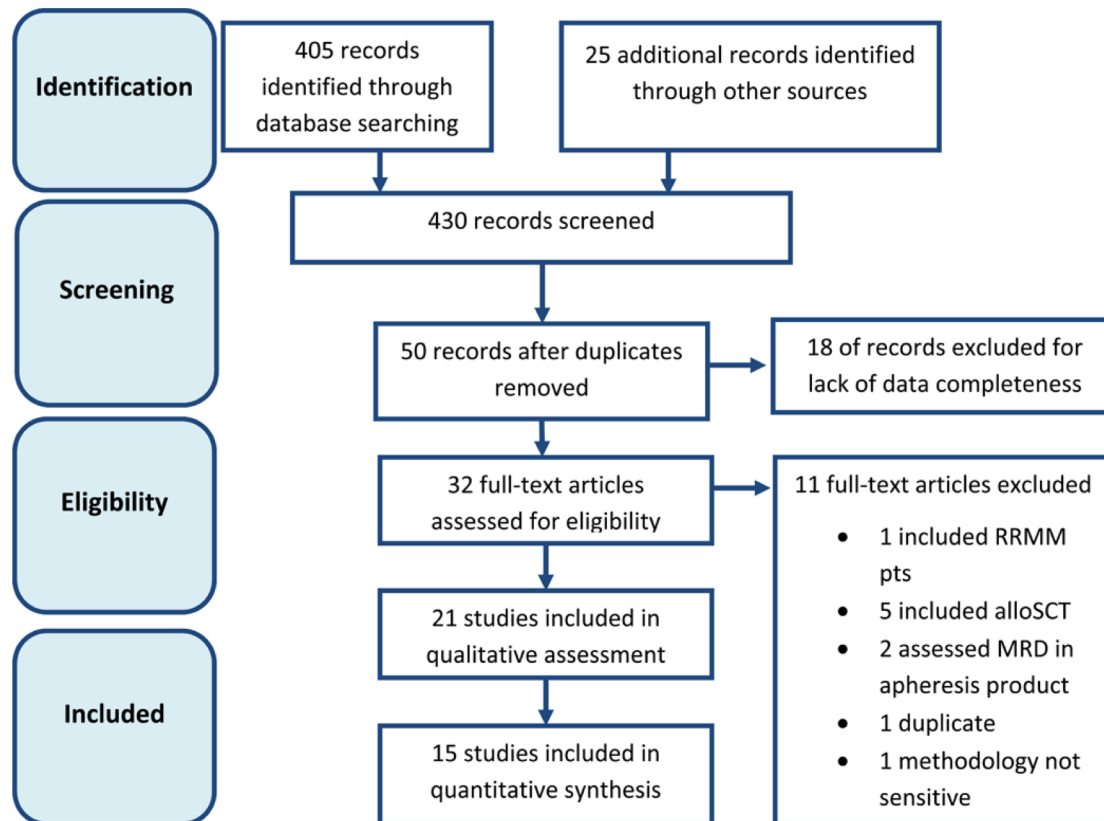 Identification
405 records
identified through
database searching
25 additional records identified
through other sources
430 records screened
Screening
50 records after duplicates
removed
18 of records excluded for
lack of data completeness
Eligibility
32 full-text articles
assessed for eligibility
11 full-text articles excluded
• 1 included RRMM
pts
• 5 included alloSCT
• 2 assessed MRD in
apheresis product
• 1 duplicate
• 1 methodology not
sensitive
21 studies included in
qualitative assessment
Included
15 studies included in
quantitative synthesis